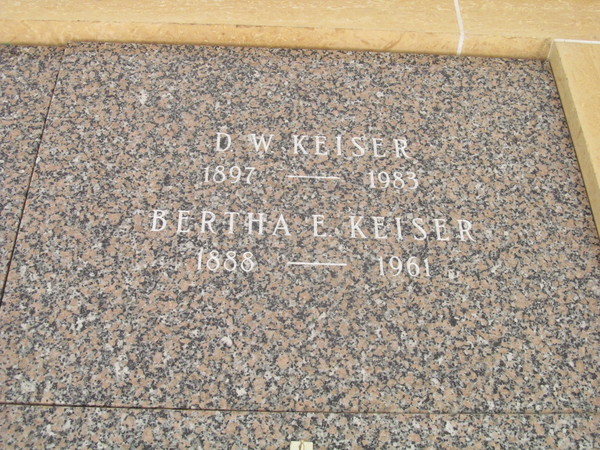 D. W. KEISER
1897 — 1983
BERTHA E. KEISER
1888 — 1961